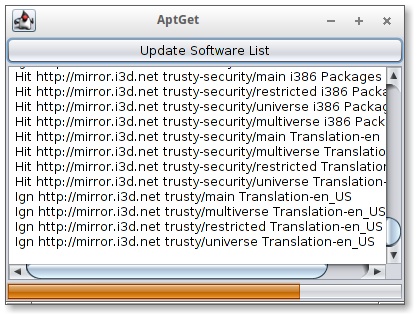 AptGet
Update Software List
Hit http://mirror.i3d.net trusty-security/main i386 Packages
Hit http://mirror.i3d.net trusty-security/restricted i386 Pack
Hit http://mirror.i3d.net trusty-security/universe i386 Packag
Hit http://mirror.i3d.net trusty-security/multiverse i386 Pack
Hit http://mirror.i3d.net trusty-security/main Translation-en
Hit http://mirror.i3d.net trusty-security/multiverse Translatio
Hit http://mirror.i3d.net trusty-security/restricted Translation
Hit http://mirror.i3d.net trusty-security/universe Translation-
Ign http://mirror.i3d.net trusty/main Translation-en_US
Ign http://mirror.i3d.net trusty/multiverse Translation-en_US
Ign http://mirror.i3d.net trusty/restricted Translation-en_US
Ign http://mirror.i3d.net trusty/universe Translation-en_US